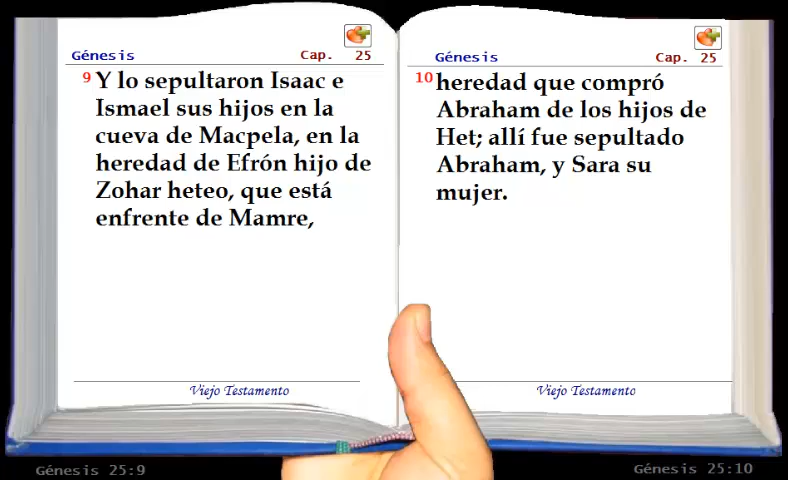 Génesis Cap. 25
9 Y lo sepultaron Isaac e
Ismael sus hijos en la
cueva de Macpela, en la
heredad de Efrón hijo de
Zohar heteo, que está
enfrente de Mamre,
Viejo Testamento
Génesis 25:9
Génesis Cap. 25
10 heredad que compró
Abraham de los hijos de
Het; allí fue sepultado
Abraham, y Sara su
mujer.
Viejo Testamento
Génesis 25:10